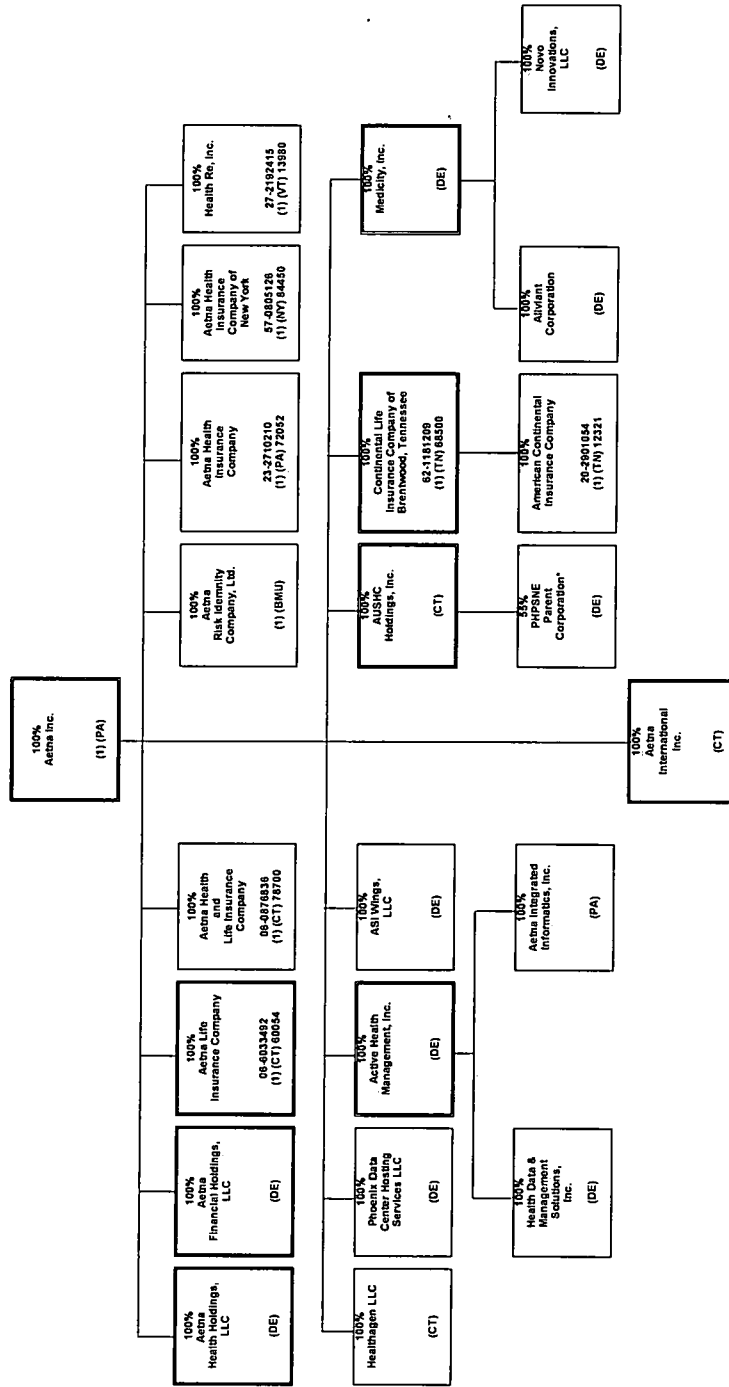 100%
Aetna Inc.
(1) (PA)
100%
Aetna
Health Holdings,
LLC
(DE)
100%
Aetna
Financial Holdings,
LLC
(DE)
100%
Aetna Life
Insurance Company
06-6033492
(1) (CT) 60054
100%
Aetna Health
and
Life Insurance
Company
06-0876836
(1) (CT) 78700
100%
Aetna
Risk Idemnity
Company, Ltd.
(1) (BMU)
100%
Aetna Health
Insurance
Company
23-2710210
(1) (PA) 72052
100%
Aetna Health
Insurance
Company of
New York
57-0805126
(1) (NY) 84450
100%
Health Re, Inc.
27-2192415
(1) (VT) 13980
100%
Healthagen LLC
(CT)
100%
Phoenix Data
Center Hosting
Services LLC
(DE)
100%
Active Health
Management, Inc.
(DE)
100%
ASI Wings,
LLC
(DE)
100%
AUSHC
Holdings, Inc.
(CT)
100%
Continental Life
Insurance Company of
Brentwood, Tennessee
62-1181209
(1) (TN) 68500
100%
Medicity, Inc.
(DE)
100%
Health Data &
Management
Solutions,
Inc.
(DE)
100%
Aetna Integrated
Informatics, Inc.
(PA)
55%
PHPSNE
Parent
Corporation*
(DE)
100%
American Continental
Insurance Company
20-2901054
(1) (TN) 12321
100%
Allviant
Corporation
(DE)
100%
Novo
Innovations,
LLC
(DE)
100%
Aetna
International
Inc.
(CT)